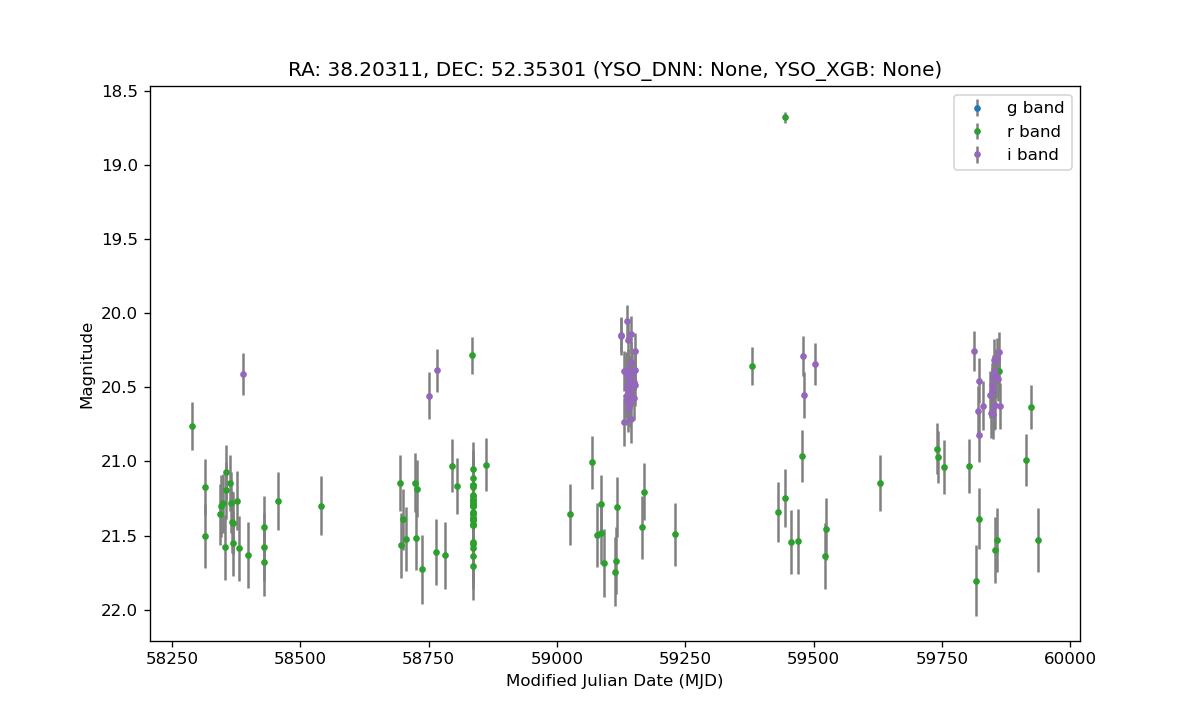 RA: 38.20311, DEC: 52.35301 (YSO_DNN: None, YSO_XGB: None)
g band
r band
i band
18.5
19.0
19.5
20.0
20.5
21.0
21.5
22.0
Magnitude
58250
58500
58750
59000
59250
59500
59750
60000
Modified Julian Date (MJD)